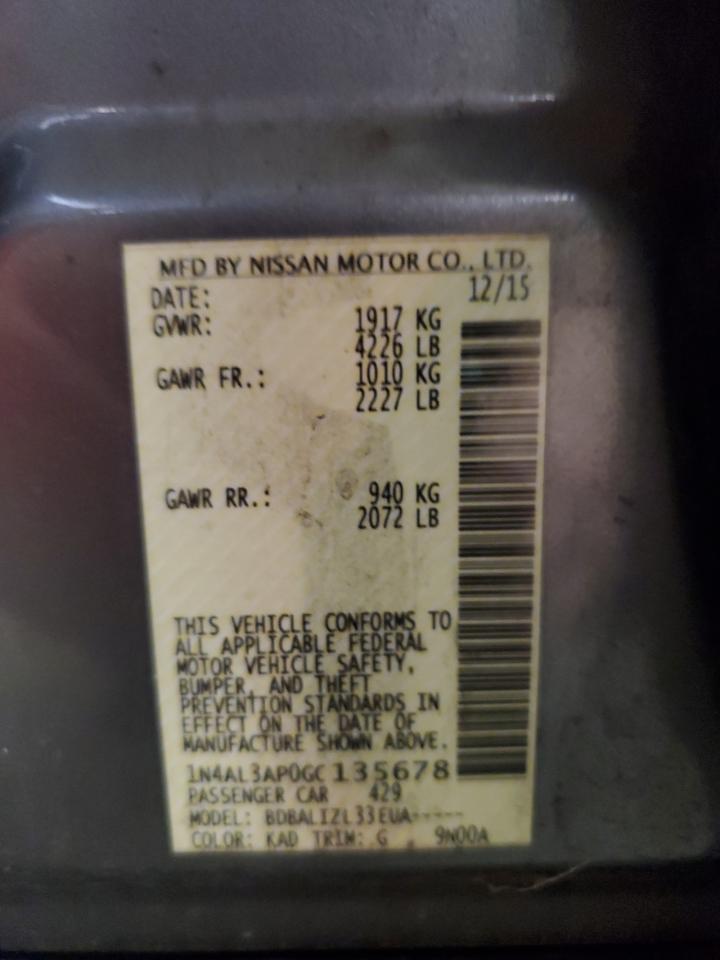 MFD BY NISSAN MOTOR CO., LTD.
DATE: 12/15
GVWR: 1917 KG
4226 LB
GAWR FR.: 1010 KG
2227 LB
GAWR RR.: 940 KG
2072 LB
THIS VEHICLE CONFORMS TO
ALL APPLICABLE FEDERAL
MOTOR VEHICLE SAFETY,
BUMPER, AND THEFT
PREVENTION STANDARDS IN
EFFECT ON THE DATE OF
MANUFACTURE SHOWN ABOVE.
1N4AL3AP0GC135678
PASSENGER CAR 429
MODEL: BDBALIZL33EUA-----
COLOR: KAD TRIM: G 9N00A